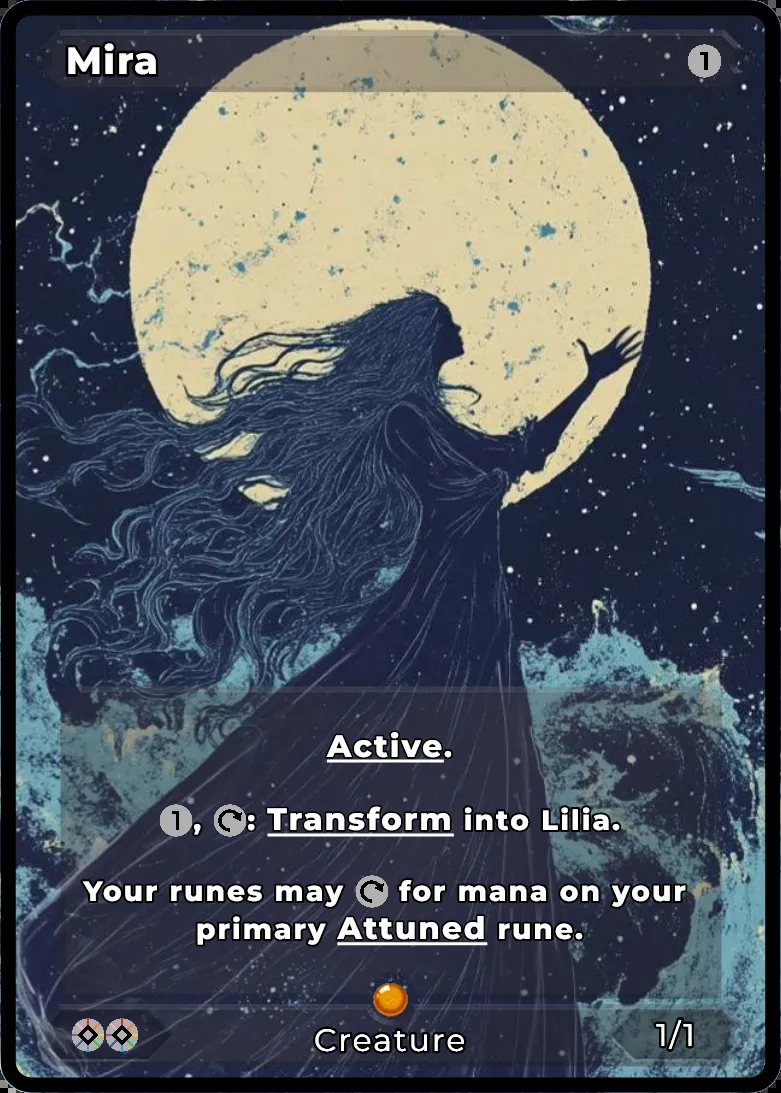 Mira 1
Active.
1, : Transform into Lilia.
Your runes may for mana on your
primary Attuned rune.
Creature
1/1